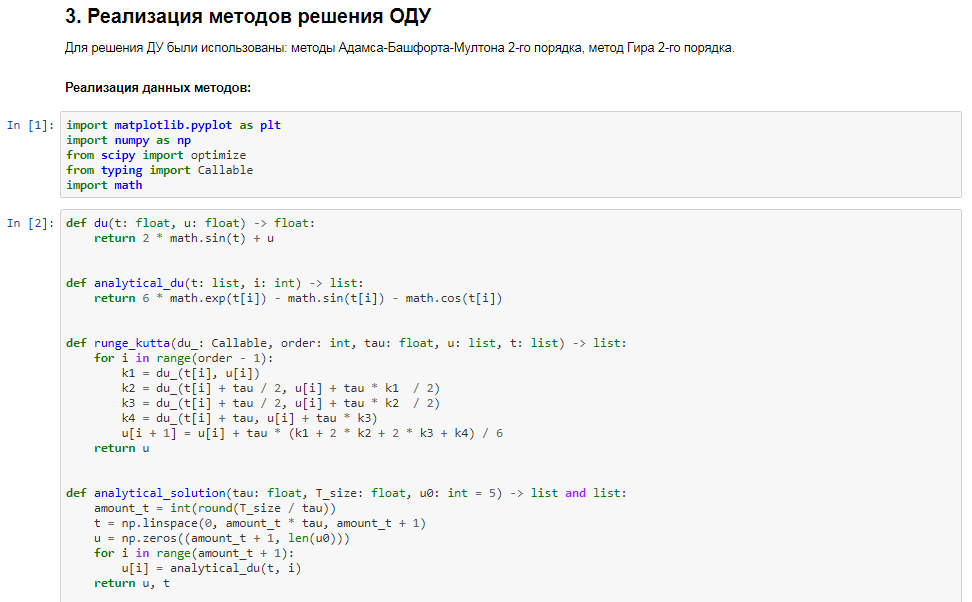 3. Реализация методов решения ОДУ
Для решения ДУ были использованы: методы Адамса-Башфорта-Мултона 2-го порядка, метод Гира 2-го порядка.
Реализация данных методов:
In [1]:
import matplotlib.pyplot as plt
import numpy as np
from scipy import optimize
from typing import Callable
import math
In [2]:
def du(t: float, u: float) -> float:
    return 2 * math.sin(t) + u
def analytical_du(t: list, i: int) -> list:
    return 6 * math.exp(t[i]) - math.sin(t[i]) - math.cos(t[i])
def runge_kutta(du_: Callable, order: int, tau: float, u: list, t: list) -> list:
    for i in range(order - 1):
        k1 = du_(t[i], u[i])
        k2 = du_(t[i] + tau / 2, u[i] + tau * k1  / 2)
        k3 = du_(t[i] + tau / 2, u[i] + tau * k2  / 2)
        k4 = du_(t[i] + tau, u[i] + tau * k3)
        u[i + 1] = u[i] + tau * (k1 + 2 * k2 + 2 * k3 + k4) / 6
    return u
def analytical_solution(tau: float, T_size: float, u0: int = 5) -> list and list:
    amount_t = int(round(T_size / tau))
    t = np.linspace(0, amount_t * tau, amount_t + 1)
    u = np.zeros((amount_t + 1, len(u0)))
    for i in range(amount_t + 1):
        u[i] = analytical_du(t, i)
    return u, t